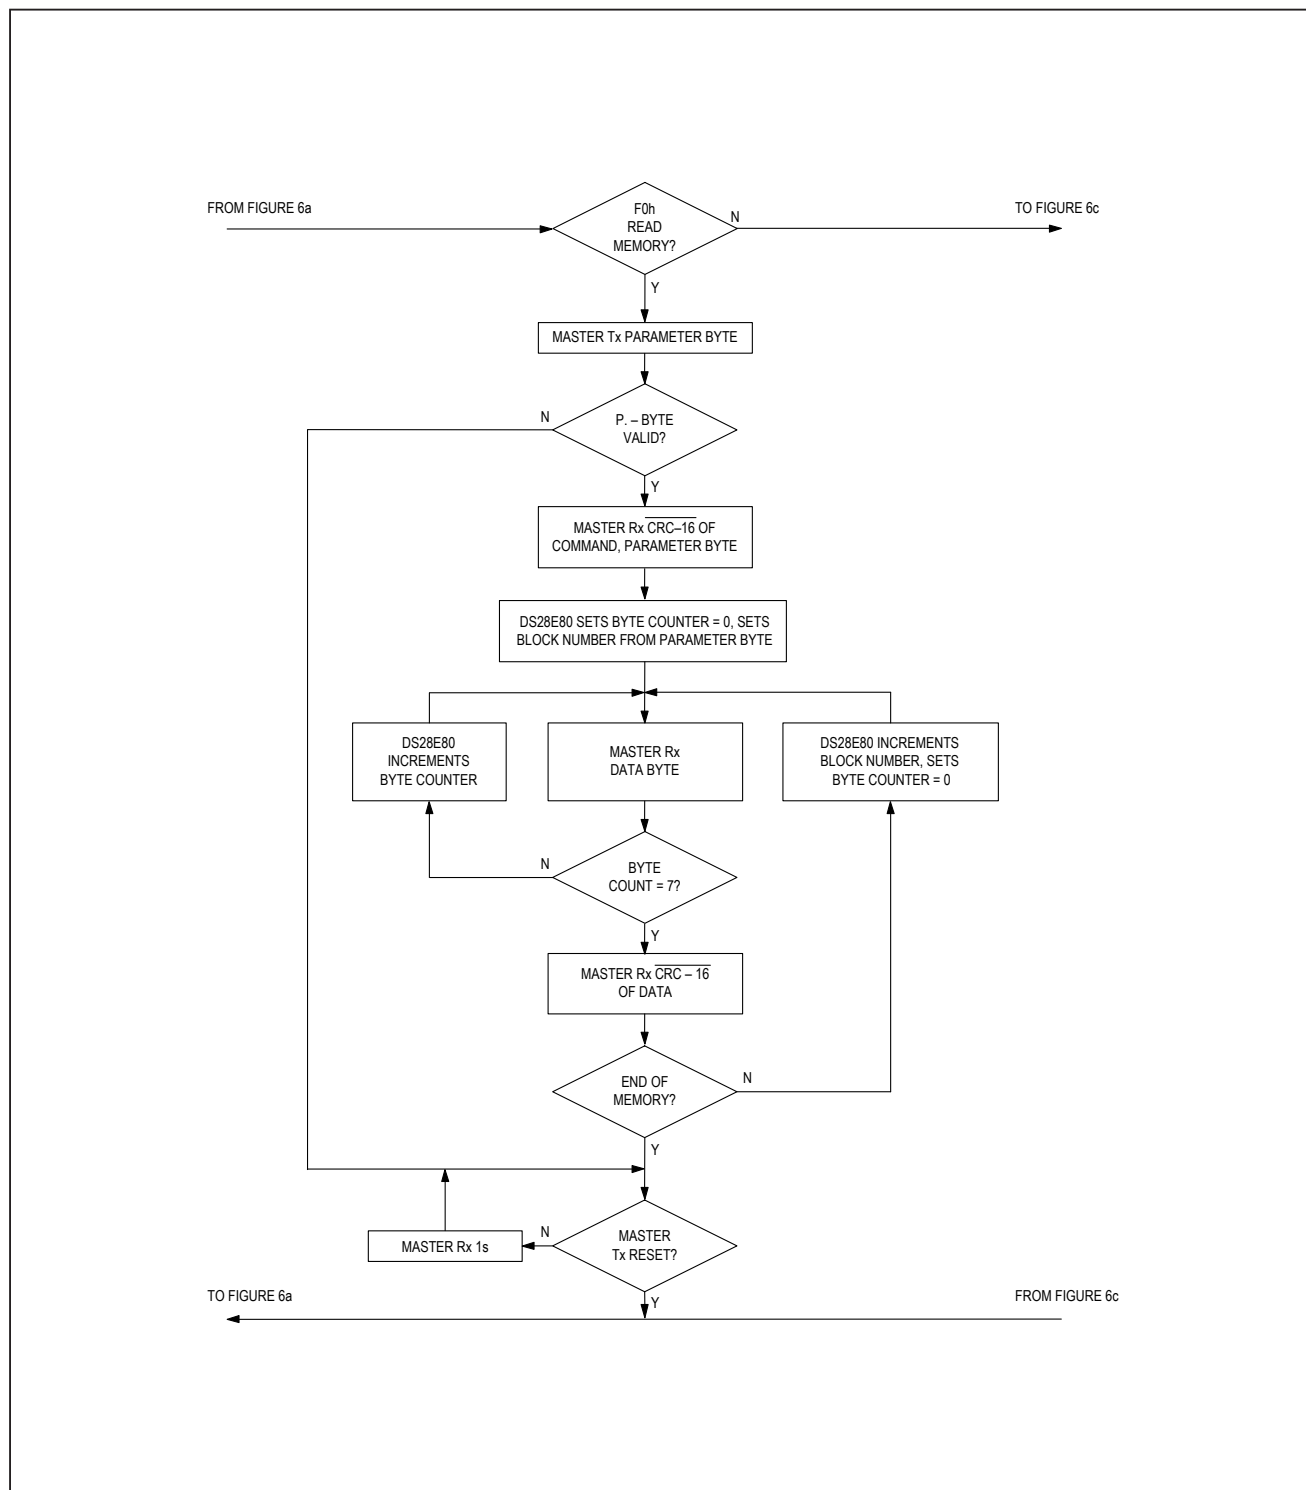 FROM FIGURE 6a
F0h
READ
MEMORY?
N
TO FIGURE 6c
Y
MASTER Tx PARAMETER BYTE
N
P. – BYTE
VALID?
Y
MASTER Rx CRC–16 OF
COMMAND, PARAMETER BYTE
DS28E80 SETS BYTE COUNTER = 0, SETS
BLOCK NUMBER FROM PARAMETER BYTE
DS28E80
INCREMENTS
BYTE COUNTER
MASTER Rx
DATA BYTE
DS28E80 INCREMENTS
BLOCK NUMBER, SETS
BYTE COUNTER = 0
N
BYTE
COUNT = 7?
Y
MASTER Rx CRC – 16
OF DATA
END OF
MEMORY?
N
Y
MASTER Rx 1s
N
MASTER
Tx RESET?
Y
TO FIGURE 6a
FROM FIGURE 6c